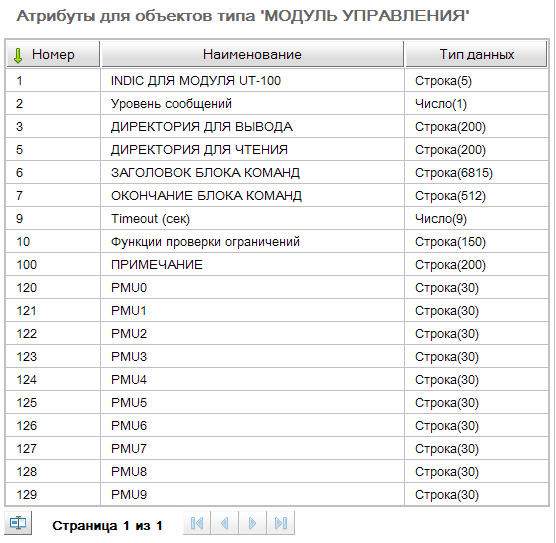 Атрибуты для объектов типа 'МОДУЛЬ УПРАВЛЕНИЯ'
Номер Наименование Тип данных
1 INDIC ДЛЯ МОДУЛЯ UT-100 Строка(5)
2 Уровень сообщений Число(1)
3 ДИРЕКТОРИЯ ДЛЯ ВЫВОДА Строка(200)
5 ДИРЕКТОРИЯ ДЛЯ ЧТЕНИЯ Строка(200)
6 ЗАГОЛОВОК БЛОКА КОМАНД Строка(6815)
7 ОКОНЧАНИЕ БЛОКА КОМАНД Строка(512)
9 Timeout (сек) Число(9)
10 Функции проверки ограничений Строка(150)
100 ПРИМЕЧАНИЕ Строка(200)
120 PMU0 Строка(30)
121 PMU1 Строка(30)
122 PMU2 Строка(30)
123 PMU3 Строка(30)
124 PMU4 Строка(30)
125 PMU5 Строка(30)
126 PMU6 Строка(30)
127 PMU7 Строка(30)
128 PMU8 Строка(30)
129 PMU9 Строка(30)
Страница 1 из 1